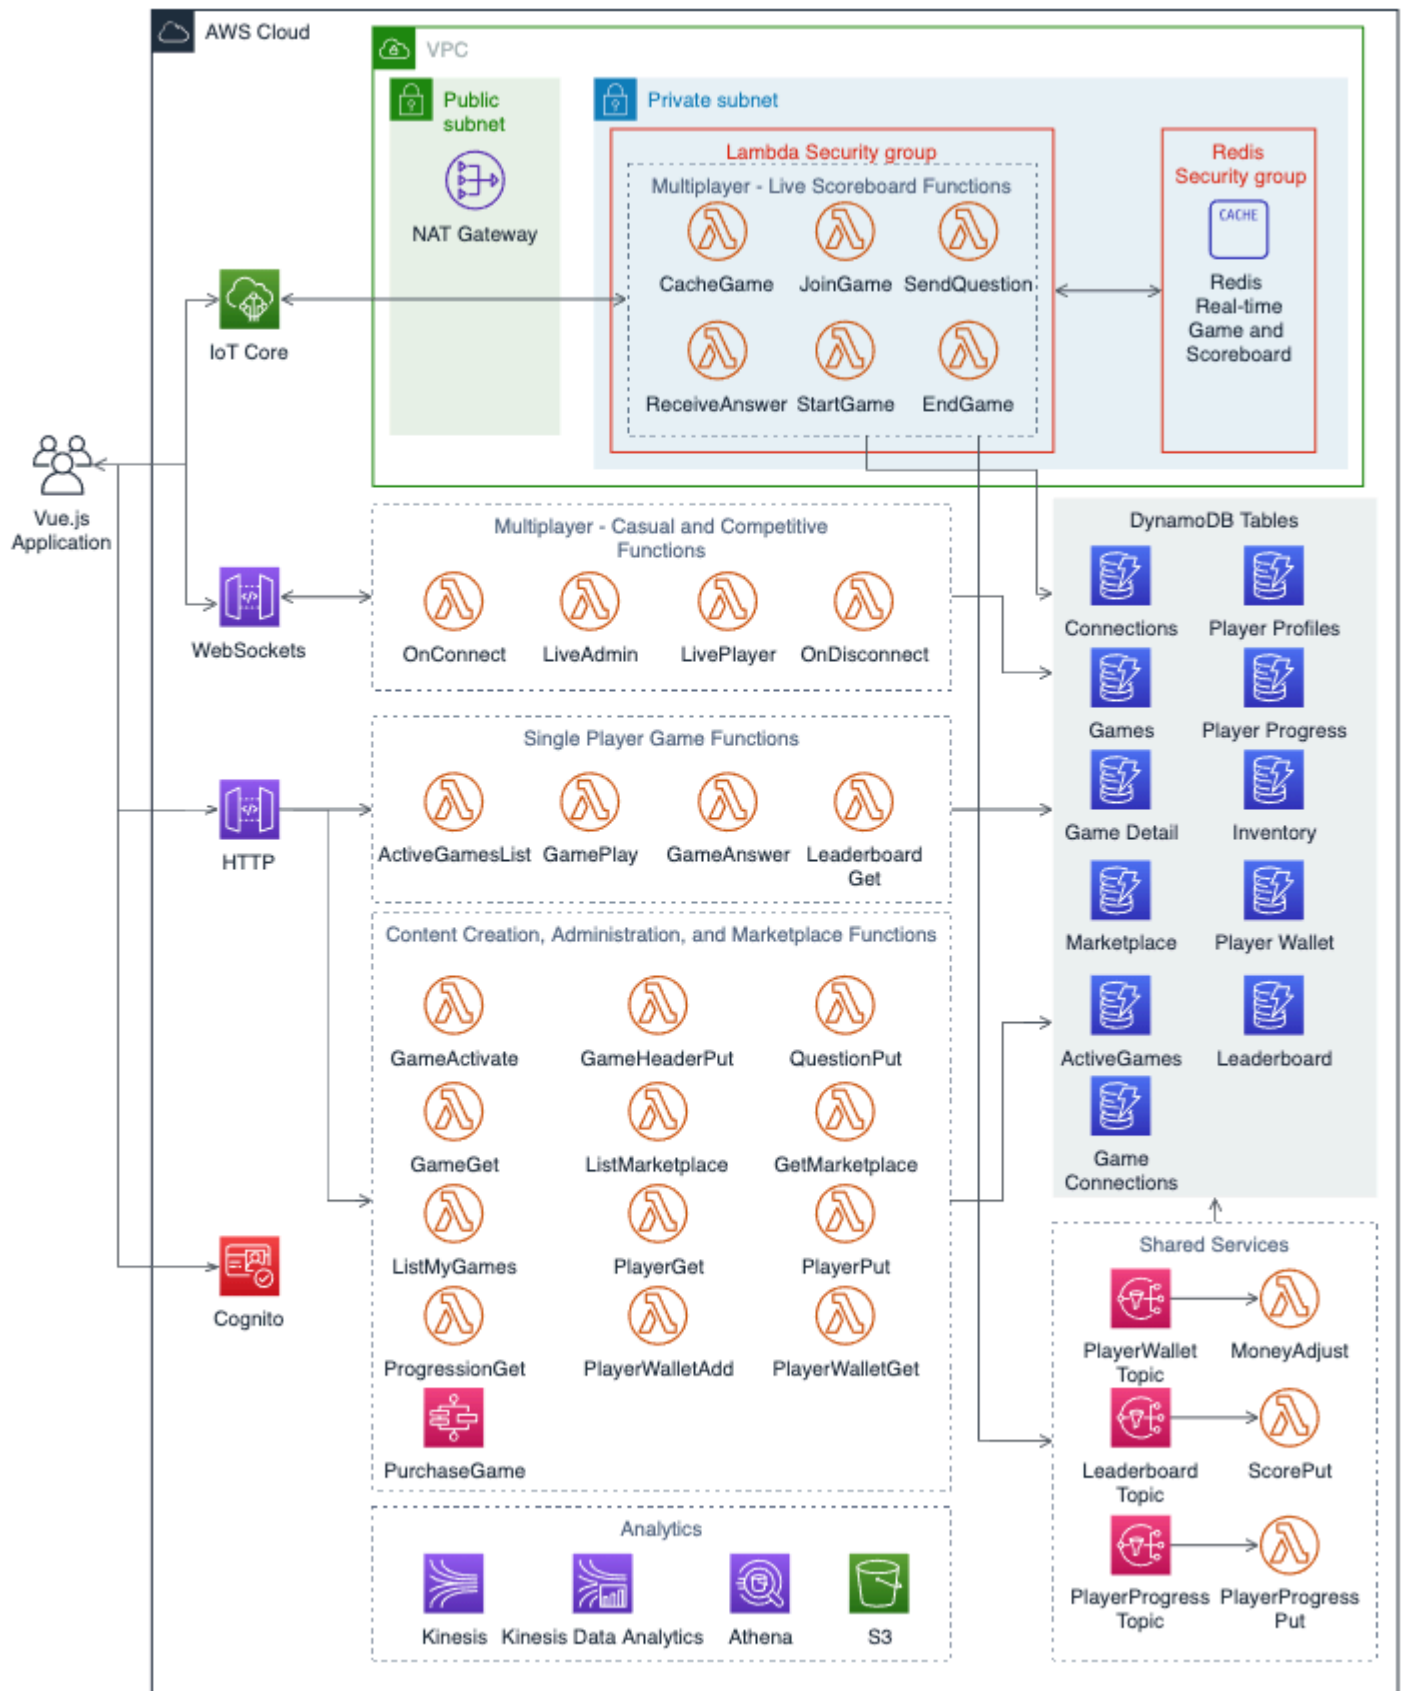 AWS Cloud
VPC
Public
subnet
NAT Gateway
Private subnet
Lambda Security group
Multiplayer - Live Scoreboard Functions
CacheGame
JoinGame
SendQuestion
ReceiveAnswer
StartGame
EndGame
Redis
Security group
CACHE
Redis
Real-time
Game and
Scoreboard
IoT Core
Vue.js
Application
WebSockets
HTTP
Cognito
Multiplayer - Casual and Competitive
Functions
OnConnect
LiveAdmin
LivePlayer
OnDisconnect
Single Player Game Functions
ActiveGamesList
GamePlay
GameAnswer
Leaderboard
Get
Content Creation, Administration, and Marketplace Functions
GameActivate
GameHeaderPut
QuestionPut
GameGet
ListMarketplace
GetMarketplace
ListMyGames
PlayerGet
PlayerPut
ProgressionGet
PlayerWalletAdd
PlayerWalletGet
PurchaseGame
Analytics
Kinesis
Kinesis Data Analytics
Athena
S3
DynamoDB Tables
Connections
Player Profiles
Games
Player Progress
Game Detail
Inventory
Marketplace
Player Wallet
ActiveGames
Leaderboard
Game
Connections
Shared Services
PlayerWallet
Topic
MoneyAdjust
Leaderboard
Topic
ScorePut
PlayerProgress
Topic
PlayerProgress
Put